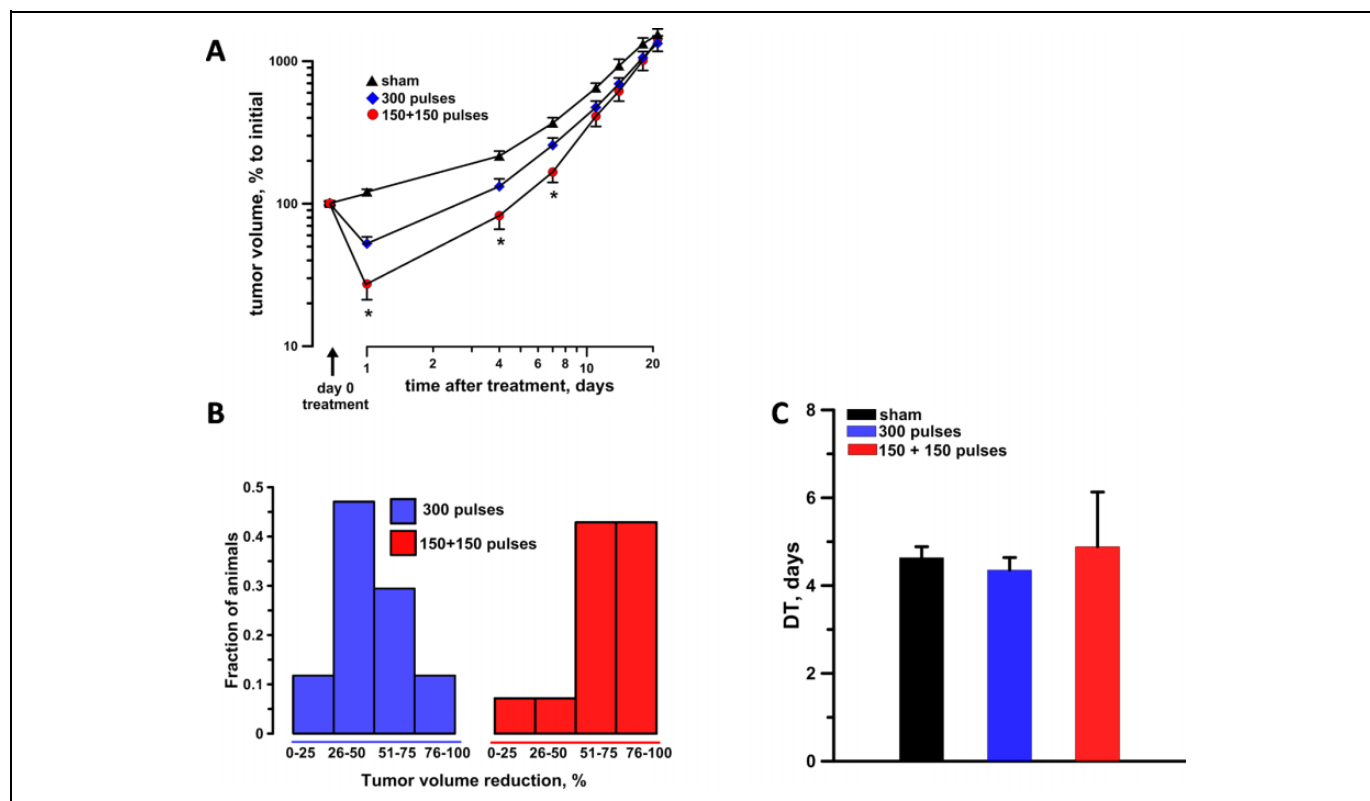 A
sham
300 pulses
150+150 pulses
tumor volume, % to initial
1000
100
10
*
*
*
1
2
4
6
8
10
20
day 0
treatment
time after treatment, days
B
300 pulses
150+150 pulses
Fraction of animals
0.5
0.4
0.3
0.2
0.1
0
0-25 26-50 51-75 76-100 0-25 26-50 51-75 76-100
Tumor volume reduction, %
C
sham
300 pulses
150 + 150 pulses
DT, days
8
6
4
2
0